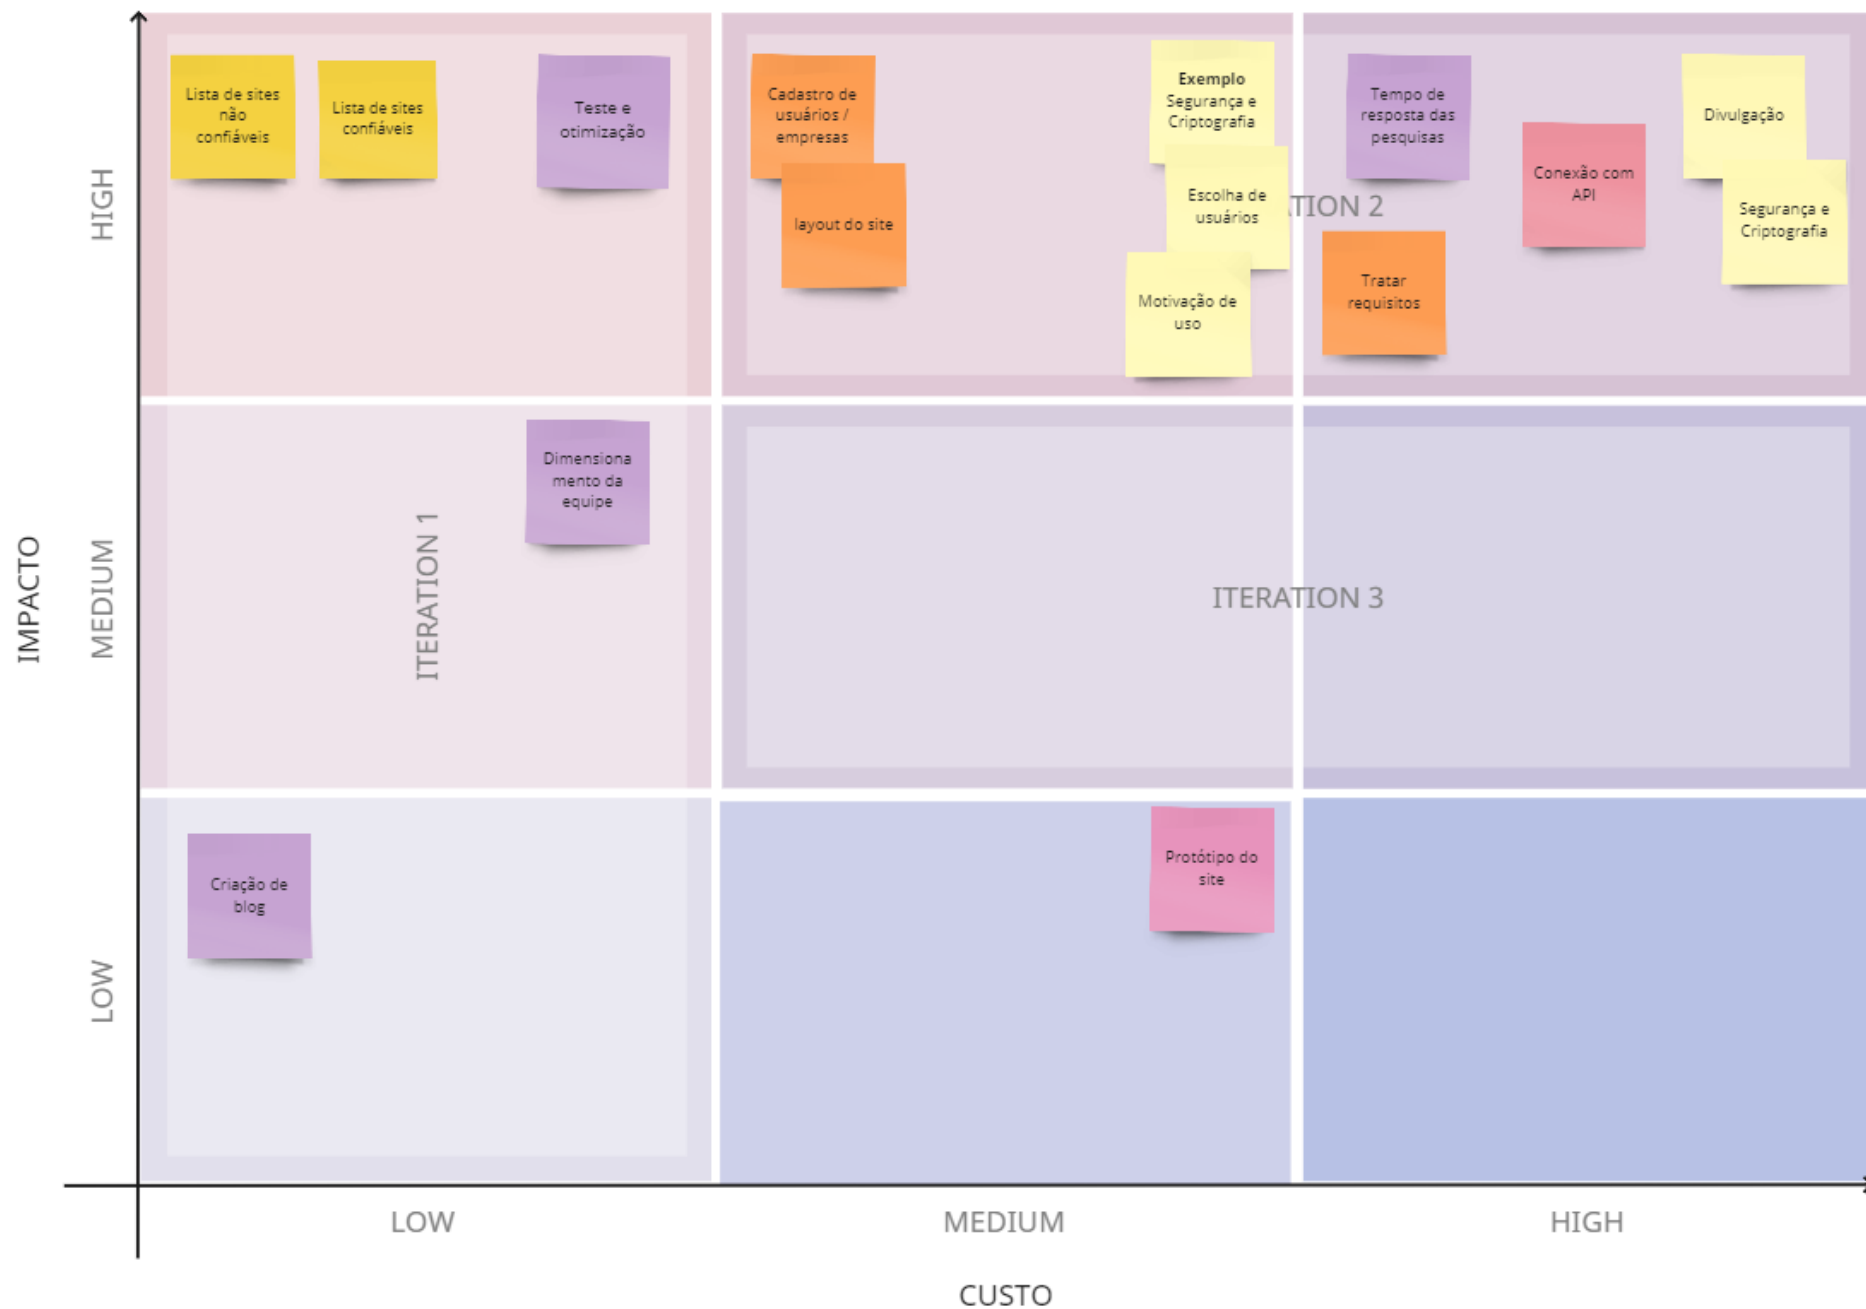 Lista de sites
não
confiáveis
Lista de sites
confiáveis
Teste e
otimização
Cadastro de
usuários /
empresas
layout do site
Exemplo
Segurança e
Criptografia
Escolha de
usuários
Motivação de
uso
TION 2
Tempo de
resposta das
pesquisas
Conexão com
API
Divulgação
Segurança e
Criptografia
Tratar
requisitos
HIGH
Dimensiona
mento da
equipe
ITERATION 1
ITERATION 3
IMPACTO
MEDIUM
Criação de
blog
Protótipo do
site
LOW
LOW
MEDIUM
HIGH
CUSTO